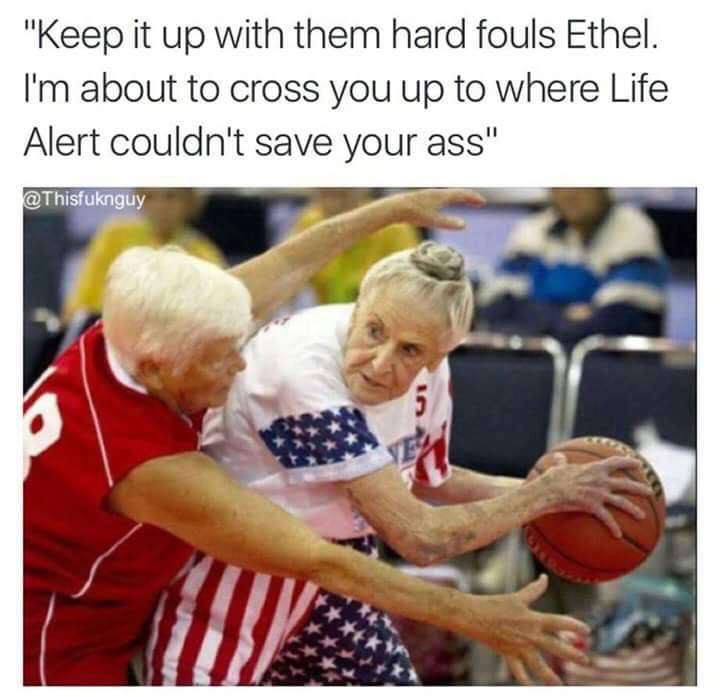 "Keep it up with them hard fouls Ethel.
I'm about to cross you up to where Life
Alert couldn't save your ass"
@Thisfuknguy
8
5